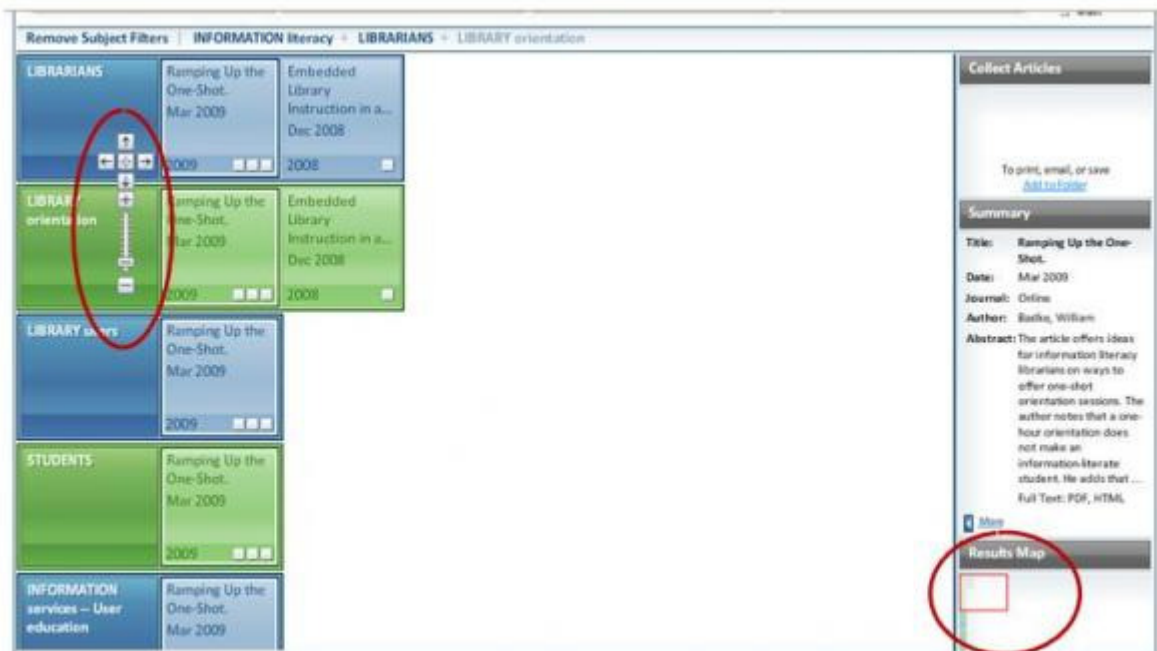 Remove Subject Filters | INFORMATION literacy + LIBRARIANS + LIBRARY orientation
LIBRARIANS
Ramping Up the
One-Shot.
Mar 2009
2009
Embedded
Library
Instruction in a...
Dec 2008
2008
LIBRARY
orientation
Ramping Up the
One-Shot.
Mar 2009
2009
Embedded
Library
Instruction in a...
Dec 2008
2008
LIBRARY users
Ramping Up the
One-Shot.
Mar 2009
2009
STUDENTS
Ramping Up the
One-Shot.
Mar 2009
2009
INFORMATION
services -- User
education
Ramping Up the
One-Shot.
Mar 2009
Collect Articles
To print, email, or save
Add to Folder
Summary
Title: Ramping Up the One-
Shot.
Date: Mar 2009
Journal: Online
Author: Badke, William
Abstract: The article offers ideas
for information literacy
librarians on ways to
offer one-shot
orientation sessions. The
author notes that a one-
hour orientation does
not make an
information-literate
student. He adds that ...
Full Text: PDF, HTML
More
Results Map